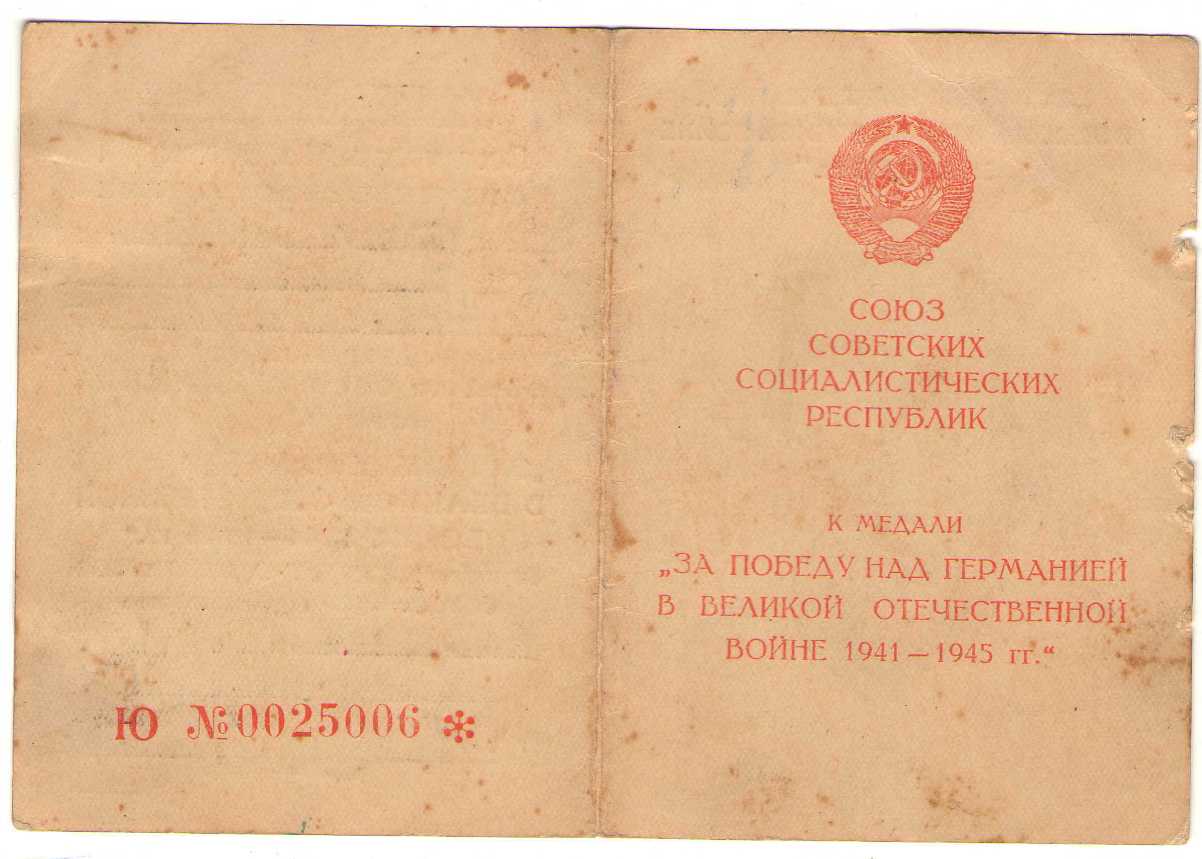 Ю №0025006 *
СОЮЗ
СОВЕТСКИХ
СОЦИАЛИСТИЧЕСКИХ
РЕСПУБЛИК
К МЕДАЛИ
„ЗА ПОБЕДУ НАД ГЕРМАНИЕЙ
В ВЕЛИКОЙ ОТЕЧЕСТВЕННОЙ
ВОЙНЕ 1941—1945 гг.“